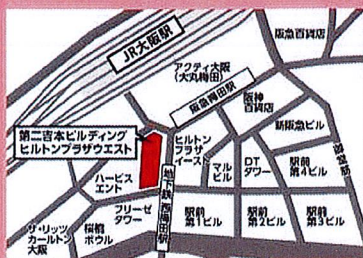 JR大阪駅
阪急百貨店
アクティ大阪
(大丸梅田)
阪急梅田駅
阪神
百貨店
新阪急ビル
御堂筋
第二吉本ビルディング
ヒルトンプラザウエスト
ヒルトン
プラザ
イースト
マル
ビル
DT
タワー
駅前
第4ビル
ハービス
エント
地下鉄西梅田駅
フリーゼ
タワー
駅前
第1ビル
駅前
第2ビル
駅前
第3ビル
ザ・リッツ
カールトン
大阪
桜橋
ボウル